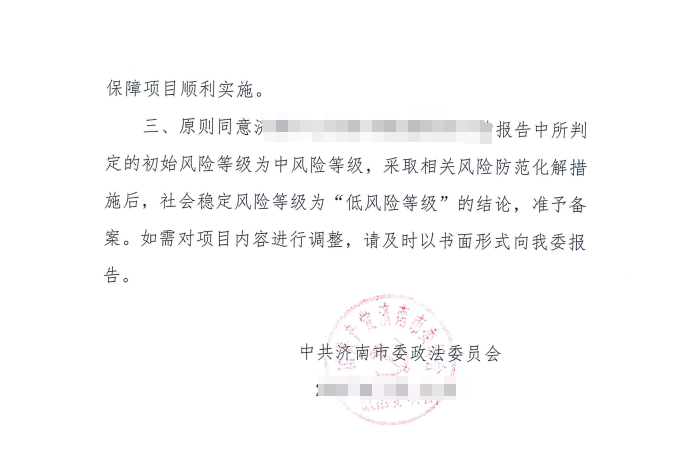 保障项目顺利实施。
三、原则同意 报告中所判
定的初始风险等级为中风险等级，采取相关风险防范化解措
施后，社会稳定风险等级为“低风险等级”的结论，准予备
案。如需对项目内容进行调整，请及时以书面形式向我委报
告。
中共济南市委政法委员会